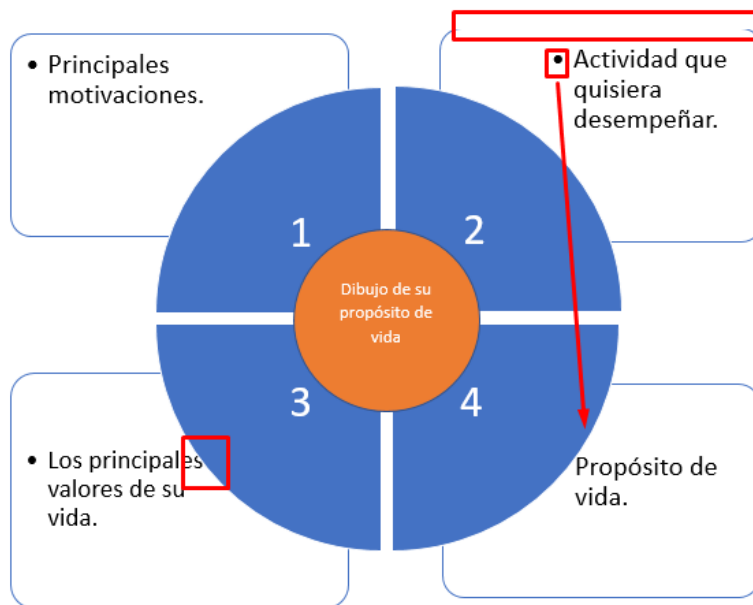 • Principales
motivaciones.
• Actividad que
quisiera
desempeñar.
1
2
Dibujo de su
propósito de
vida
3
4
• Los principales
valores de su
vida.
Propósito de
vida.